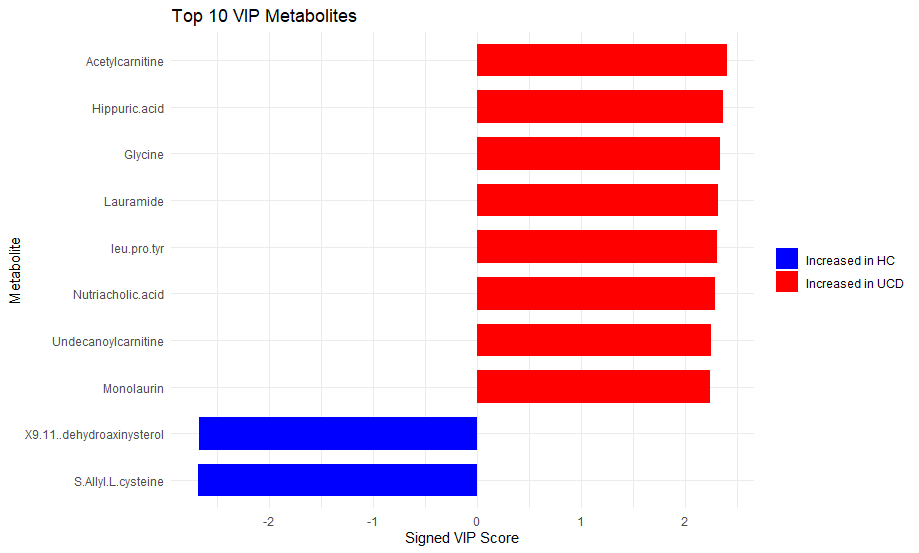 Top 10 VIP Metabolites
Acetylcarnitine
Hippuric.acid
Glycine
Lauramide
leu.pro.tyr
Nutriacholic.acid
Undecanoylcarnitine
Monolaurin
X9.11..dehydroaxinysterol
S.Allyl.L.cysteine
Metabolite
-2
-1
0
1
2
Signed VIP Score
Increased in HC
Increased in UCD